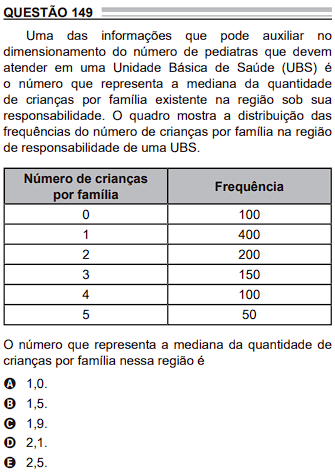 QUESTÃO 149
Uma das informações que pode auxiliar no
dimensionamento do número de pediatras que devem
atender em uma Unidade Básica de Saúde (UBS) é
o número que representa a mediana da quantidade
de crianças por família existente na região sob sua
responsabilidade. O quadro mostra a distribuição das
frequências do número de crianças por família na região
de responsabilidade de uma UBS.
Número de crianças
por família
Frequência
0 100
1 400
2 200
3 150
4 100
5 50
O número que representa a mediana da quantidade de
crianças por família nessa região é
A 1,0.
B 1,5.
C 1,9.
D 2,1.
E 2,5.